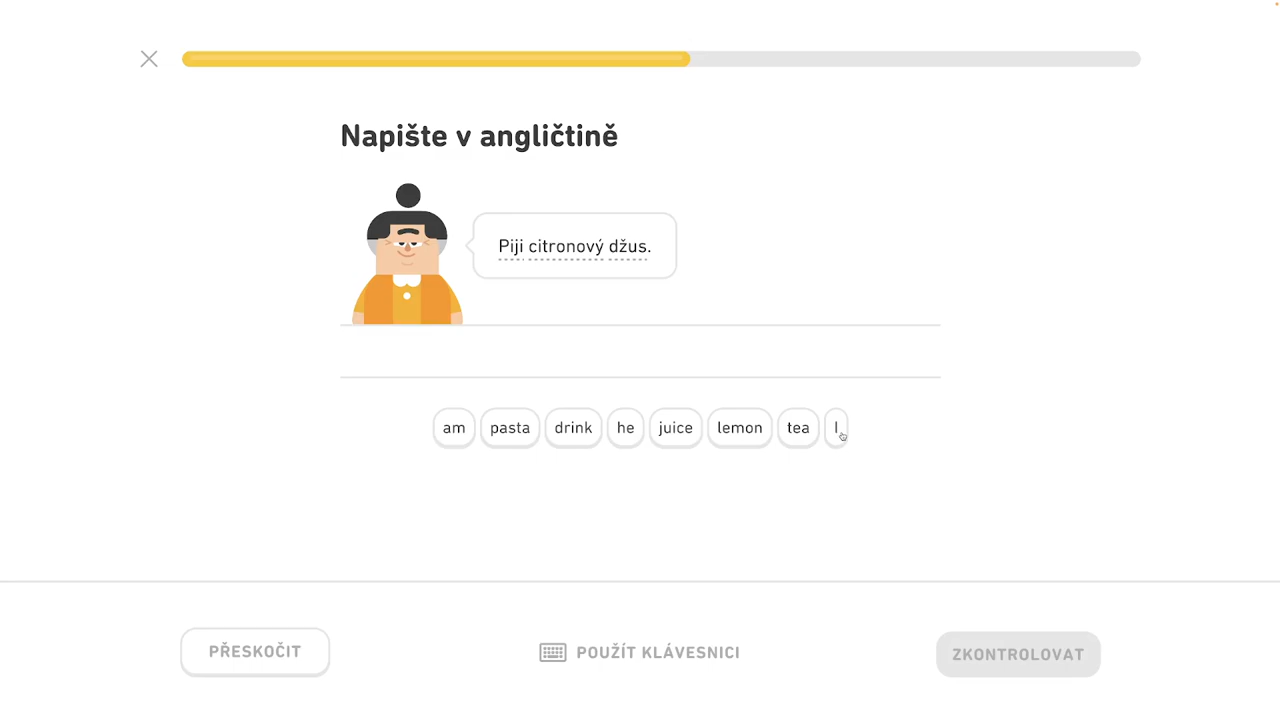 Napište v angličtině
Piji citronový džus.
am pasta drink he juice lemon tea I
PŘESKOČIT
POUŽÍT KLÁVESNICI
ZKONTROLOVAT